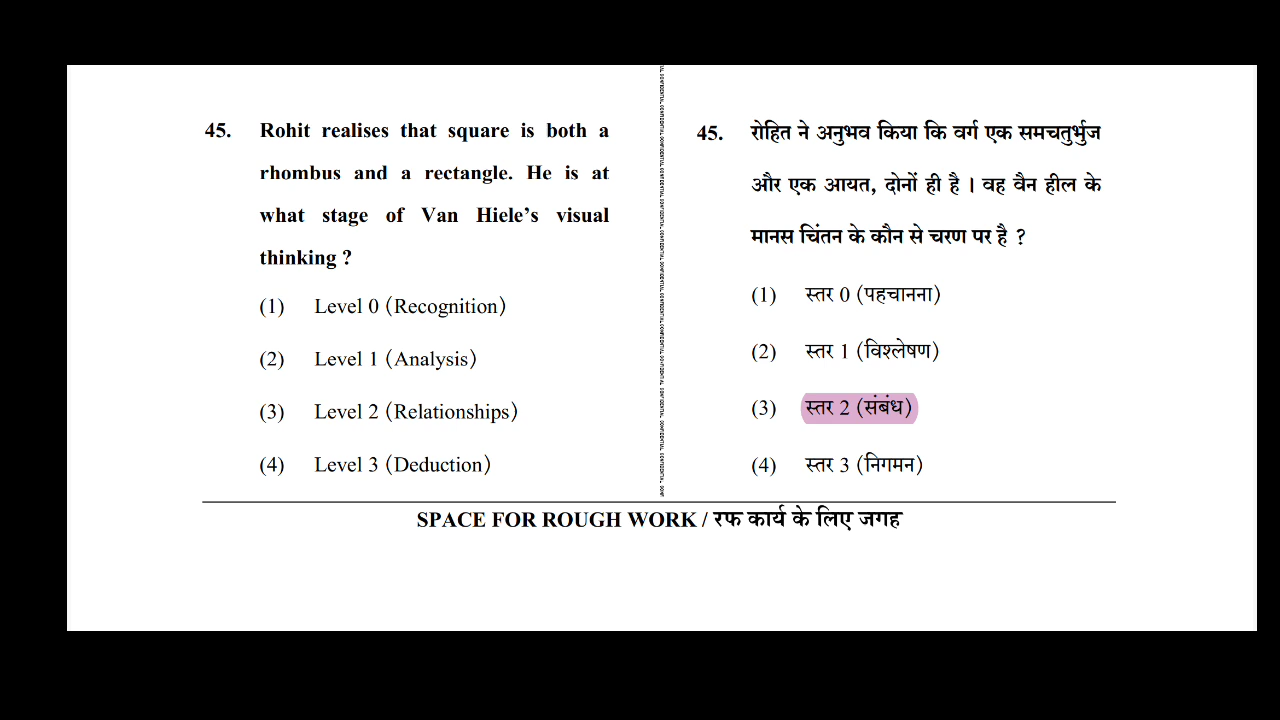 45. Rohit realises that square is both a
rhombus and a rectangle. He is at
what stage of Van Hiele's visual
thinking ?
(1) Level 0 (Recognition)
(2) Level 1 (Analysis)
(3) Level 2 (Relationships)
(4) Level 3 (Deduction)
45. रोहित ने अनुभव किया कि वर्ग एक समचतुर्भुज
और एक आयत, दोनों ही है । वह वैन हील के
मानस चिंतन के कौन से चरण पर है ?
(1) स्तर 0 (पहचानना)
(2) स्तर 1 (विश्लेषण)
(3) स्तर 2 (संबंध)
(4) स्तर 3 (निगमन)
SPACE FOR ROUGH WORK / रफ कार्य के लिए जगह